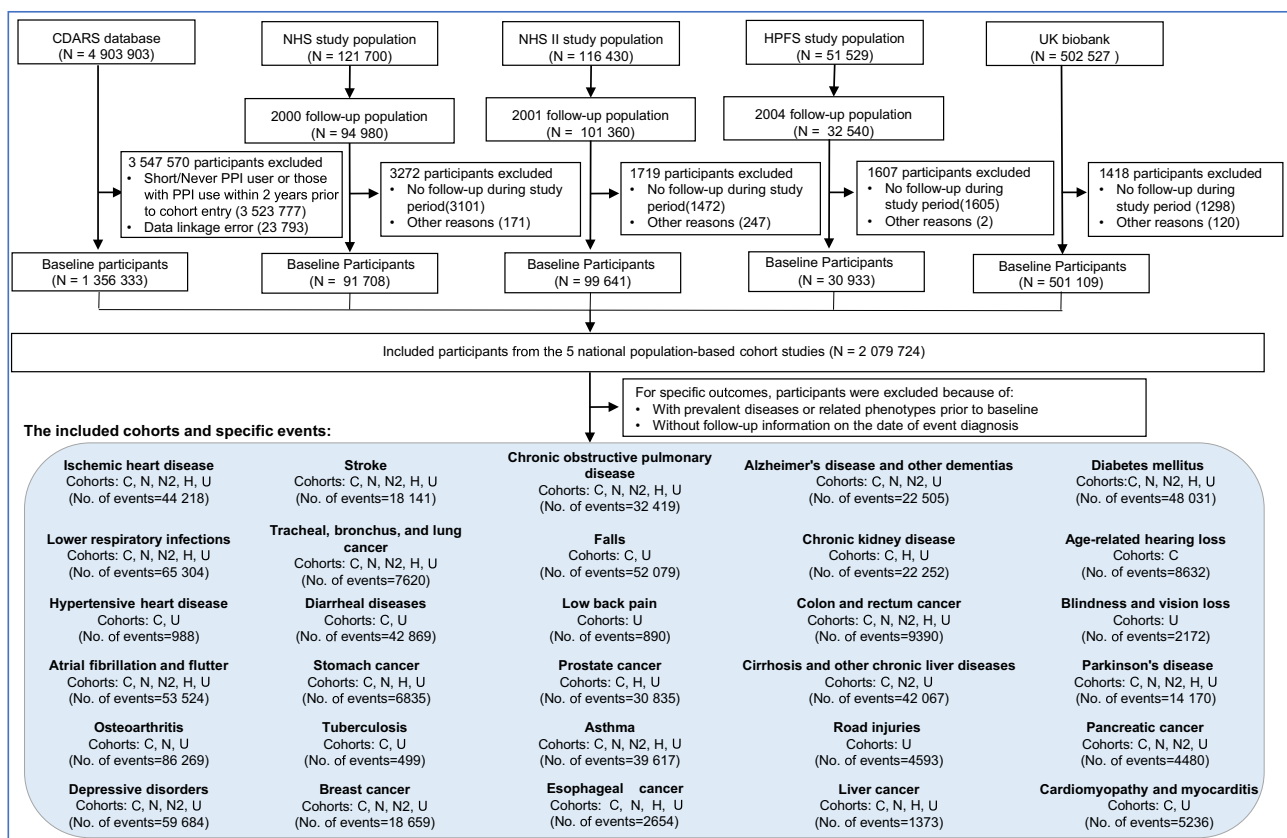 CDARS database
(N = 4 903 903)
NHS study population
(N = 121 700)
NHS II study population
(N = 116 430)
HPFS study population
(N = 51 529)
UK biobank
(N = 502 527 )
2000 follow-up population
(N = 94 980)
2001 follow-up population
(N = 101 360)
2004 follow-up population
(N = 32 540)
3 547 570 participants excluded
• Short/Never PPI user or those
with PPI use within 2 years prior
to cohort entry (3 523 777)
• Data linkage error (23 793)
3272 participants excluded
• No follow-up during study
period(3101)
• Other reasons (171)
1719 participants excluded
• No follow-up during study
period(1472)
• Other reasons (247)
1607 participants excluded
• No follow-up during
study period(1605)
• Other reasons (2)
1418 participants excluded
• No follow-up during
study period (1298)
• Other reasons (120)
Baseline participants
(N = 1 356 333)
Baseline Participants
(N = 91 708)
Baseline Participants
(N = 99 641)
Baseline Participants
(N = 30 933)
Baseline Participants
(N = 501 109)
Included participants from the 5 national population-based cohort studies (N = 2 079 724)
For specific outcomes, participants were excluded because of:
• With prevalent diseases or related phenotypes prior to baseline
• Without follow-up information on the date of event diagnosis
The included cohorts and specific events:
Ischemic heart disease
Cohorts: C, N, N2, H, U
(No. of events=44 218)
Stroke
Cohorts: C, N, N2, H, U
(No. of events=18 141)
Chronic obstructive pulmonary
disease
Cohorts: C, N, N2, H, U
(No. of events=32 419)
Alzheimer's disease and other dementias
Cohorts: C, N, N2, U
(No. of events=22 505)
Diabetes mellitus
Cohorts:C, N, N2, H, U
(No. of events=48 031)
Lower respiratory infections
Cohorts: C, N, N2, H, U
(No. of events=65 304)
Tracheal, bronchus, and lung
cancer
Cohorts: C, N, N2, H, U
(No. of events=7620)
Falls
Cohorts: C, U
(No. of events=52 079)
Chronic kidney disease
Cohorts: C, H, U
(No. of events=22 252)
Age-related hearing loss
Cohorts: C
(No. of events=8632)
Hypertensive heart disease
Cohorts: C, U
(No. of events=988)
Diarrheal diseases
Cohorts: C, U
(No. of events=42 869)
Low back pain
Cohorts: U
(No. of events=890)
Colon and rectum cancer
Cohorts: C, N, N2, H, U
(No. of events=9390)
Blindness and vision loss
Cohorts: U
(No. of events=2172)
Atrial fibrillation and flutter
Cohorts: C, N, N2, H, U
(No. of events=53 524)
Stomach cancer
Cohorts: C, N, H, U
(No. of events=6835)
Prostate cancer
Cohorts: C, H, U
(No. of events=30 835)
Cirrhosis and other chronic liver diseases
Cohorts: C, N2, U
(No. of events=42 067)
Parkinson's disease
Cohorts: C, N, N2, H, U
(No. of events=14 170)
Osteoarthritis
Cohorts: C, N, U
(No. of events=86 269)
Tuberculosis
Cohorts: C, U
(No. of events=499)
Asthma
Cohorts: C, N, N2, H, U
(No. of events=39 617)
Road injuries
Cohorts: U
(No. of events=4593)
Pancreatic cancer
Cohorts: C, N, N2, U
(No. of events=4480)
Depressive disorders
Cohorts: C, N, N2, U
(No. of events=59 684)
Breast cancer
Cohorts: C, N, N2, U
(No. of events=18 659)
Esophageal cancer
Cohorts: C, N, H, U
(No. of events=2654)
Liver cancer
Cohorts: C, N, H, U
(No. of events=1373)
Cardiomyopathy and myocarditis
Cohorts: C, U
(No. of events=5236)